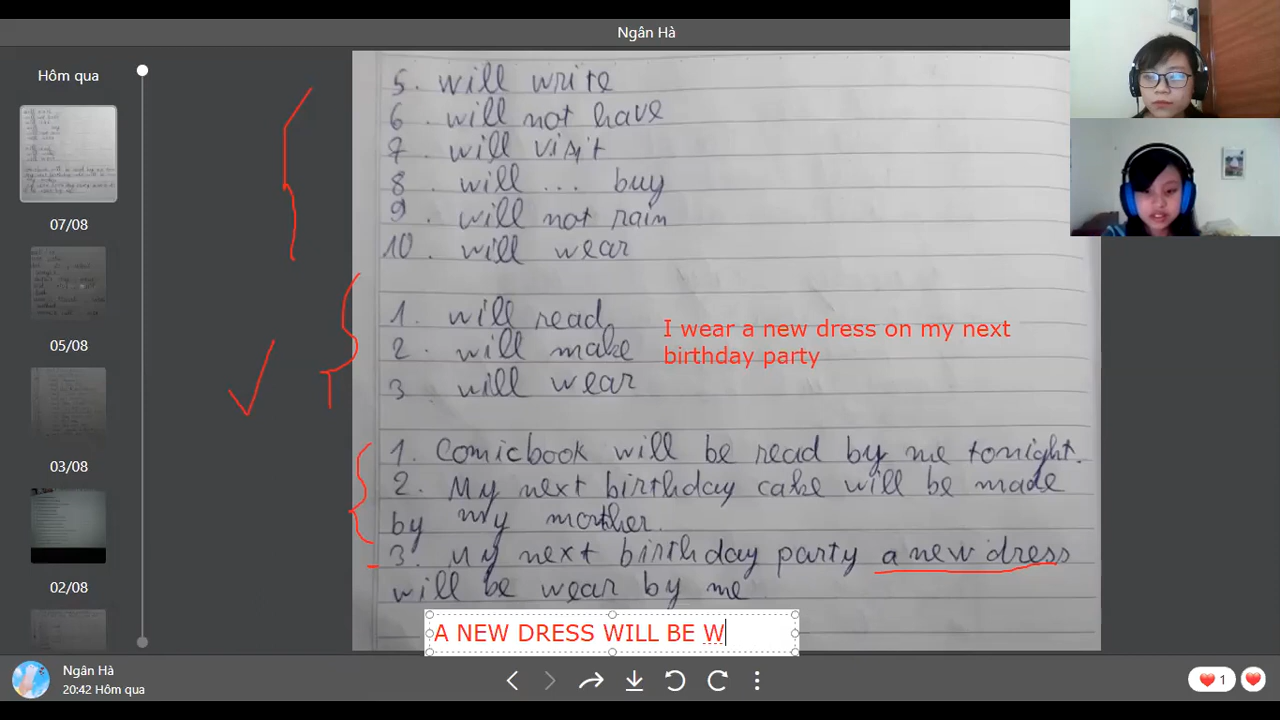 Ngân Hà
Hôm qua
07/08
05/08
03/08
02/08
5. will write
6. will not have
7. will visit
8. will ... buy
9. will not rain
10. will wear
1. will read
2. will make
3. will wear
I wear a new dress on my next
birthday party
1. Comicbook will be read by me tonight.
2. My next birthday cake will be made
by my morther.
3. My next birthday party a new dress
will be wear by me
A NEW DRESS WILL BE W
Ngân Hà
20:42 Hôm qua
1